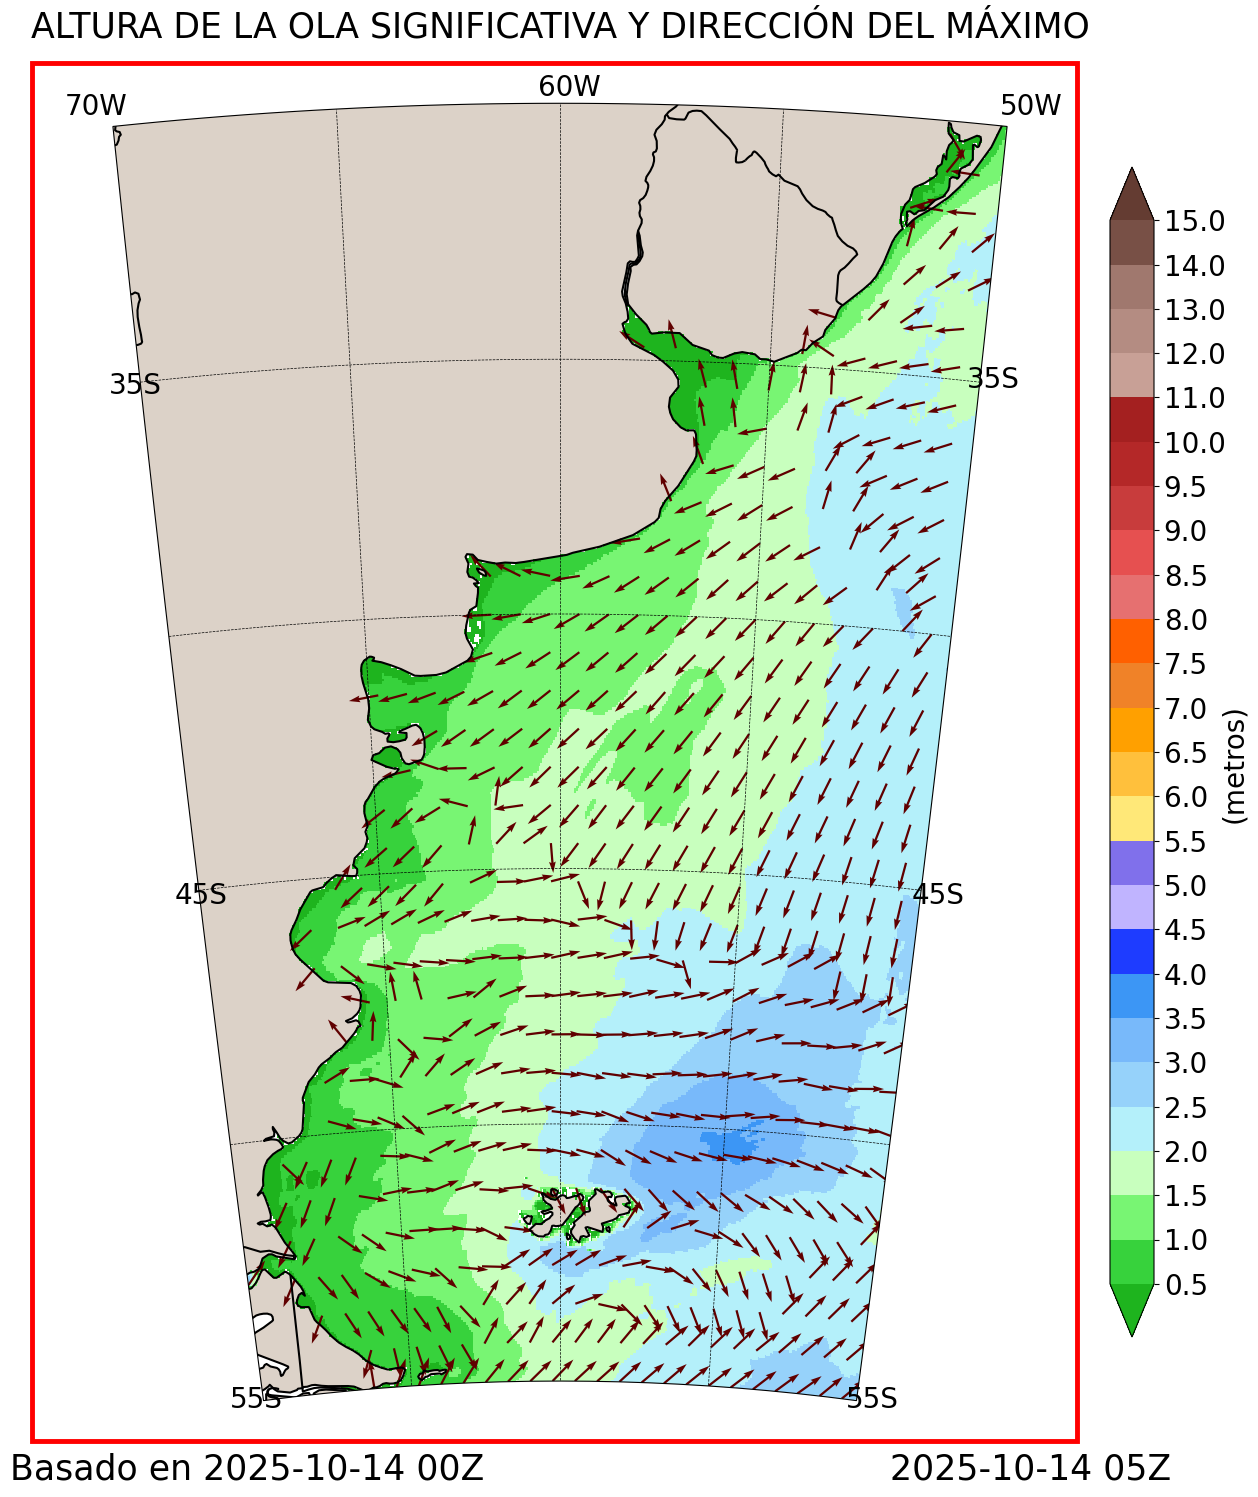 ALTURA DE LA OLA SIGNIFICATIVA Y DIRECCIÓN DEL MÁXIMO
70W
60W
50W
35S
35S
45S
45S
55S
55S
15.0
14.0
13.0
12.0
11.0
10.0
9.5
9.0
8.5
8.0
7.5
7.0
6.5
6.0
5.5
5.0
4.5
4.0
3.5
3.0
2.5
2.0
1.5
1.0
0.5
(metros)
Basado en 2025-10-14 00Z
2025-10-14 05Z